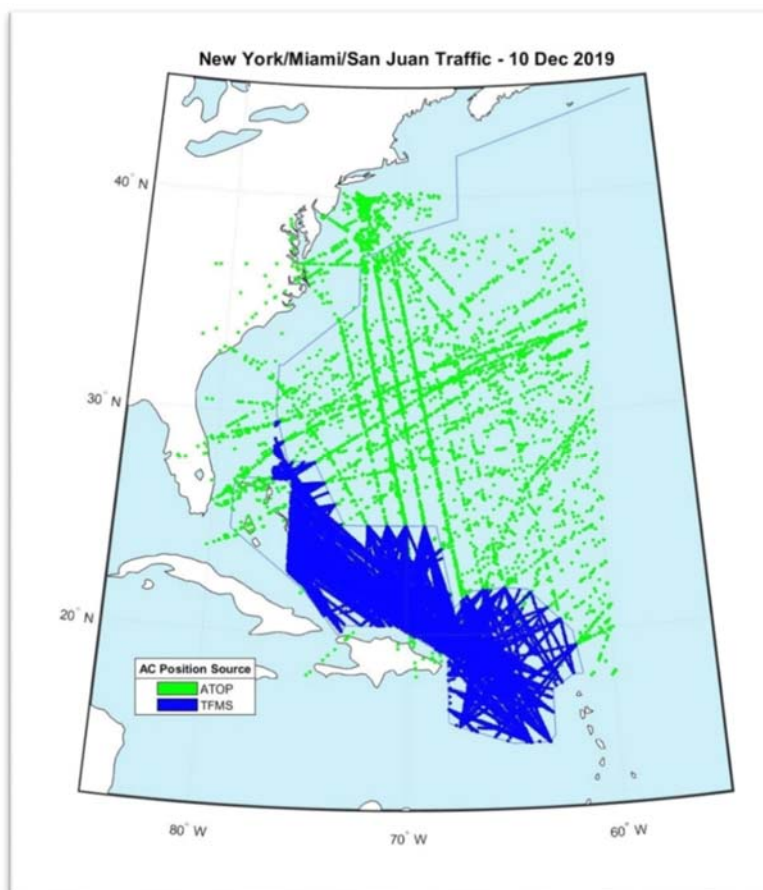 New York/Miami/San Juan Traffic - 10 Dec 2019
40° N
30° N
20° N
AC Position Source
ATOP
TFMS
80° W
70° W
60° W